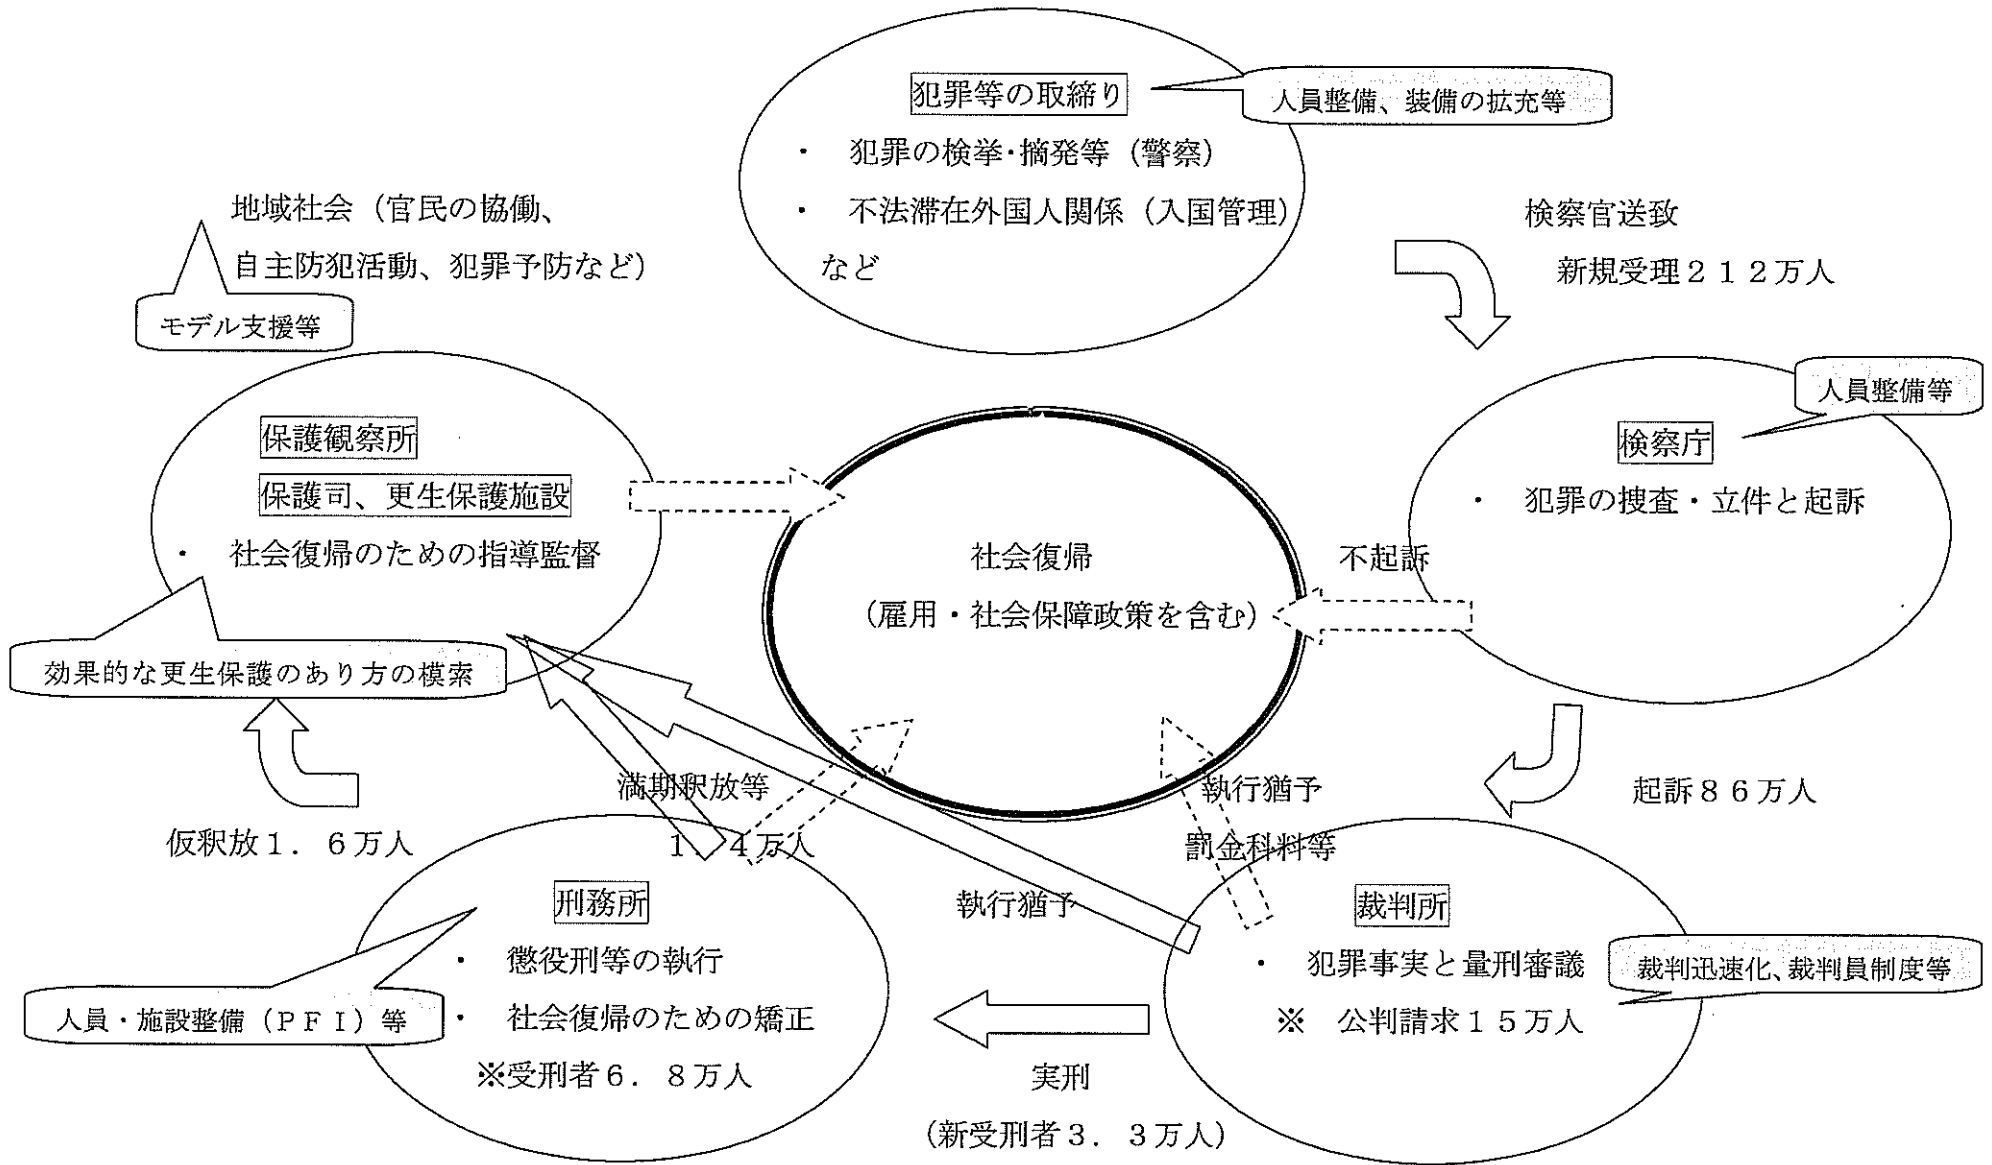 犯罪等の取締り
人員整備、装備の拡充等
・ 犯罪の検挙・摘発等（警察）
・ 不法滞在外国人関係（入国管理）
など
地域社会（官民の協働、
自主防犯活動、犯罪予防など）
モデル支援等
検察官送致
新規受理２１２万人
人員整備等
検察庁
・ 犯罪の捜査・立件と起訴
保護観察所
保護司、更生保護施設
・ 社会復帰のための指導監督
効果的な更生保護のあり方の模索
社会復帰
（雇用・社会保障政策を含む）
不起訴
起訴８６万人
仮釈放１．６万人
満期釈放等
１．４万人
執行猶予
罰金科料等
執行猶予
刑務所
・ 懲役刑等の執行
・ 社会復帰のための矯正
※受刑者６．８万人
人員・施設整備（ＰＦＩ）等
裁判所
・ 犯罪事実と量刑審議
※ 公判請求１５万人
裁判迅速化、裁判員制度等
実刑
（新受刑者３．３万人）